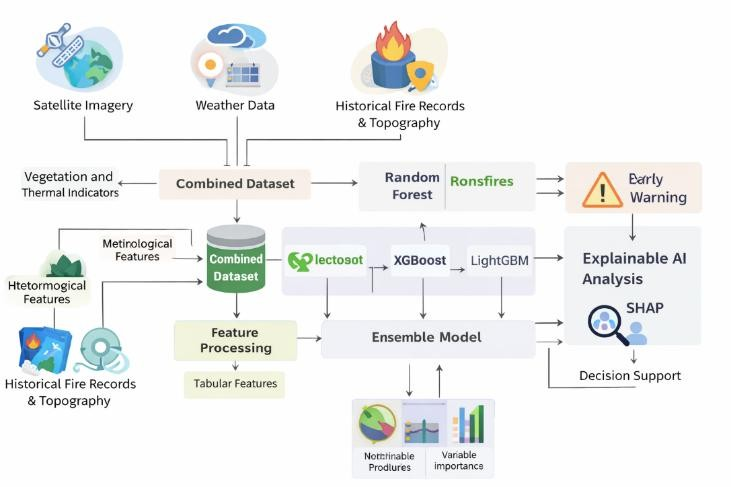 Satellite Imagery
Weather Data
Historical Fire Records
& Topography
Vegetation and
Thermal Indicators
Combined Dataset
Random
Forest
Ronsfires
Early
Warning
Metinological
Features
Combined
Dataset
lectosot
XGBoost
LightGBM
Explainable AI
Analysis
SHAP
Htetormogical
Features
Feature
Processing
Ensemble Model
Tabular Features
Historical Fire Records
& Topography
Decision Support
Variable
importance